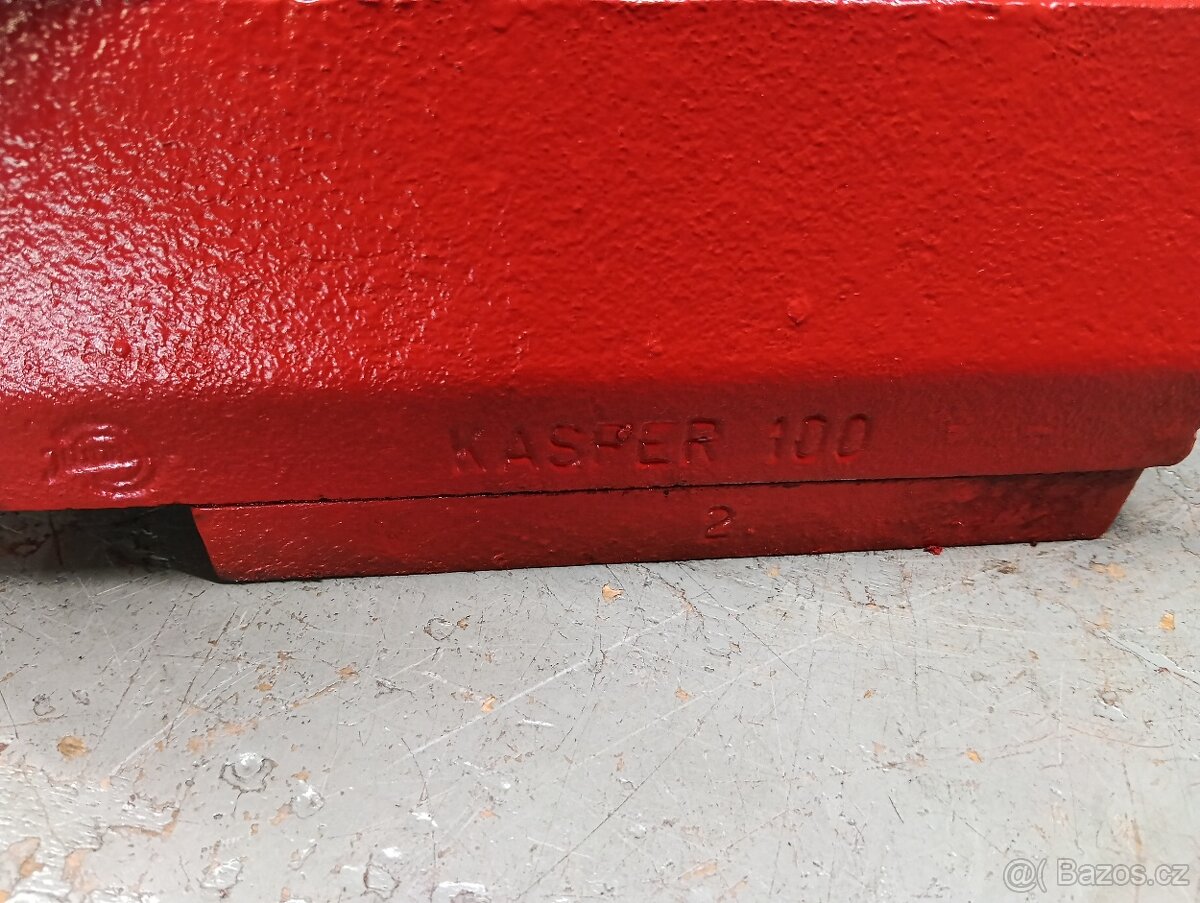 KASPER 100
2
@( Bazos.cz